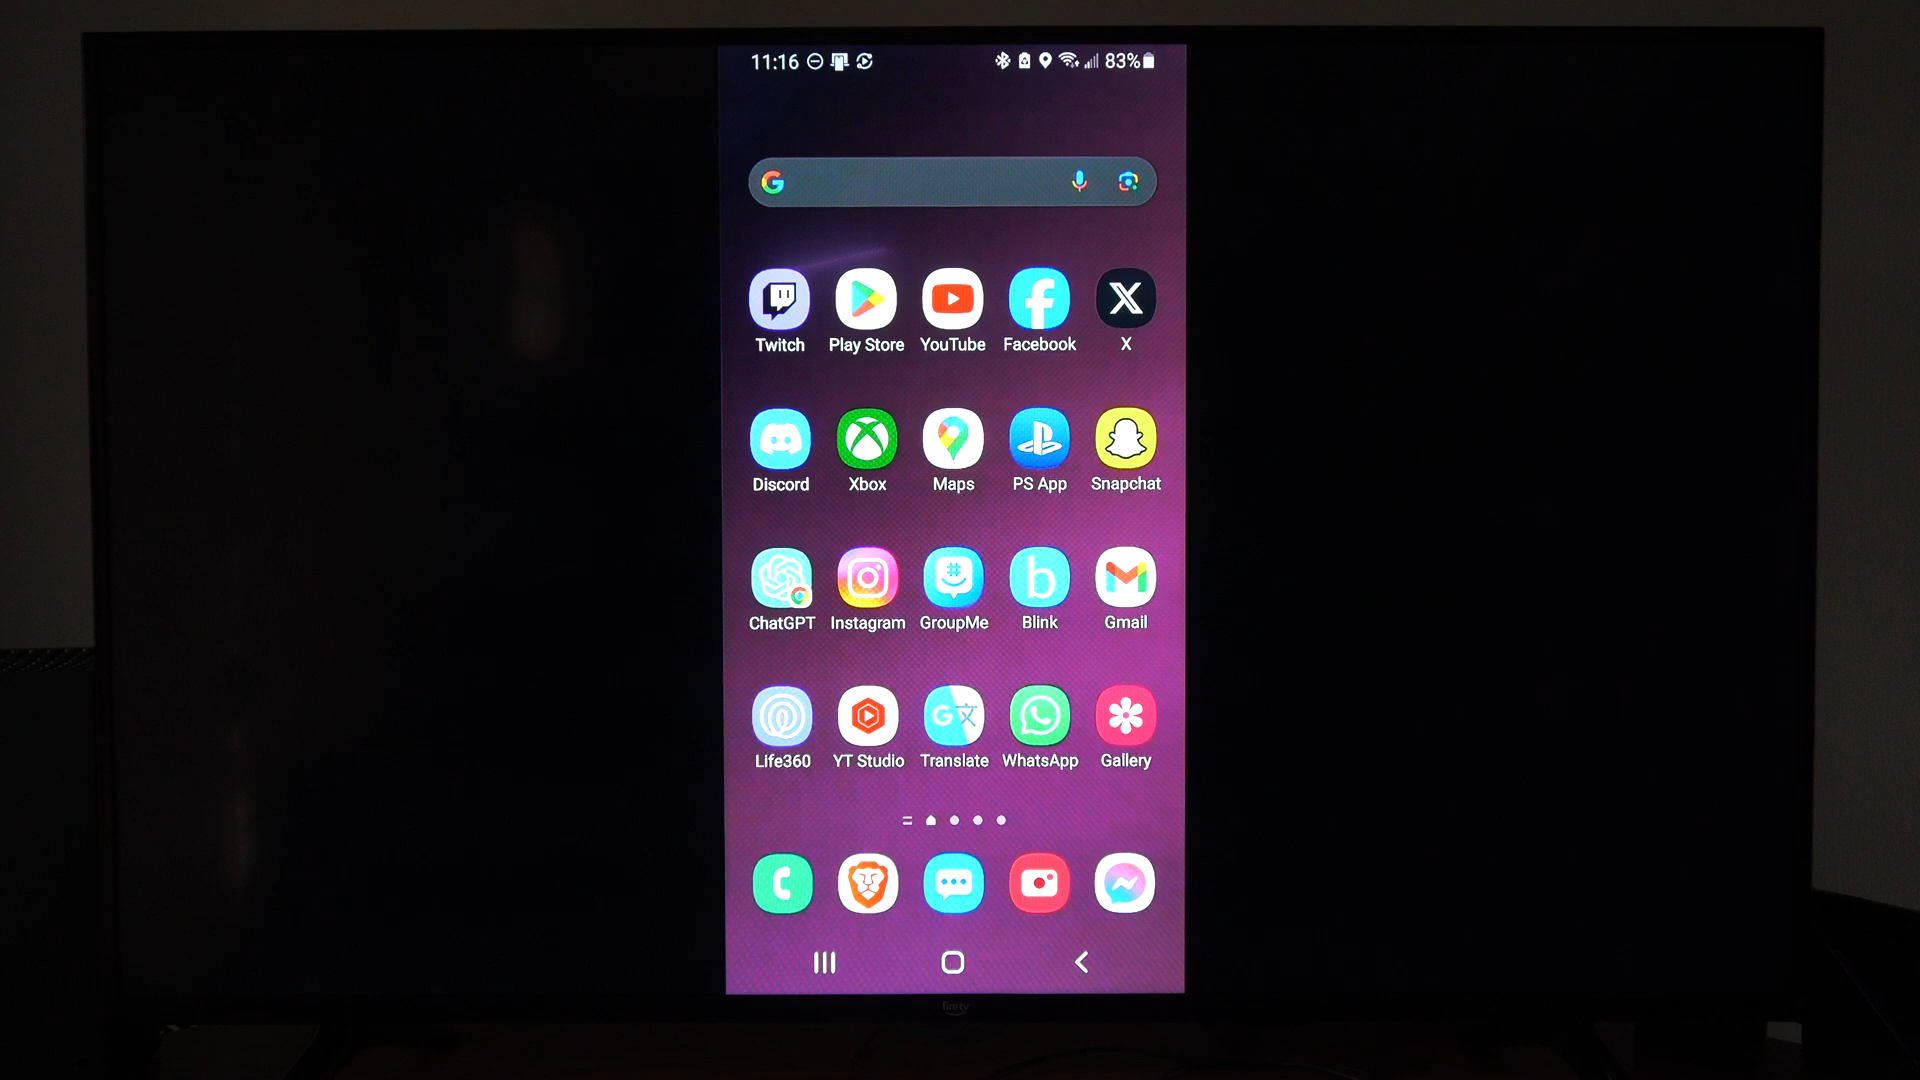 11:16 83%
Twitch Play Store YouTube Facebook X
Discord Xbox Maps PS App Snapchat
ChatGPT Instagram GroupMe Blink Gmail
Life360 YT Studio Translate WhatsApp Gallery
firetv